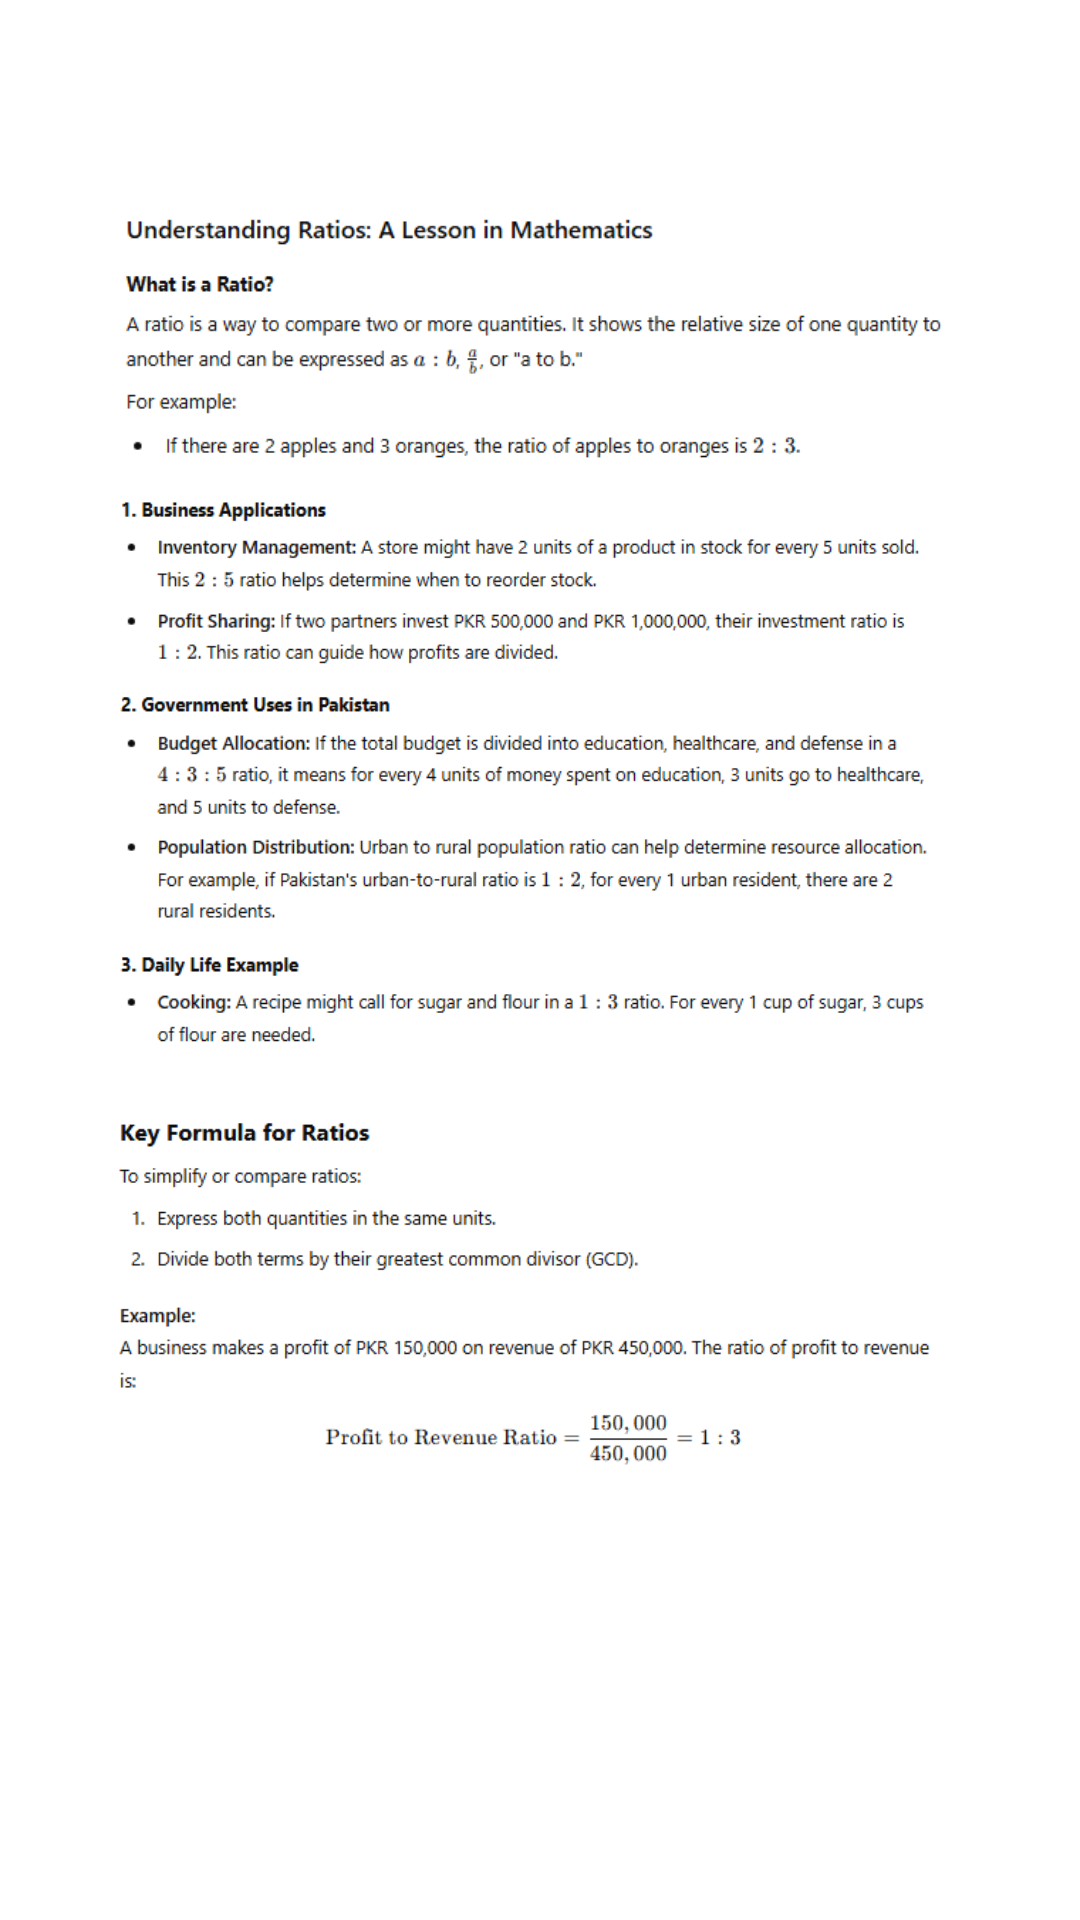 Understanding Ratios: A Lesson in Mathematics
What is a Ratio?
A ratio is a way to compare two or more quantities. It shows the relative size of one quantity to
another and can be expressed as a : b, a/b, or "a to b."
For example:
• If there are 2 apples and 3 oranges, the ratio of apples to oranges is 2 : 3.
1. Business Applications
• Inventory Management: A store might have 2 units of a product in stock for every 5 units sold.
This 2 : 5 ratio helps determine when to reorder stock.
• Profit Sharing: If two partners invest PKR 500,000 and PKR 1,000,000, their investment ratio is
1 : 2. This ratio can guide how profits are divided.
2. Government Uses in Pakistan
• Budget Allocation: If the total budget is divided into education, healthcare, and defense in a
4 : 3 : 5 ratio, it means for every 4 units of money spent on education, 3 units go to healthcare,
and 5 units to defense.
• Population Distribution: Urban to rural population ratio can help determine resource allocation.
For example, if Pakistan's urban-to-rural ratio is 1 : 2, for every 1 urban resident, there are 2
rural residents.
3. Daily Life Example
• Cooking: A recipe might call for sugar and flour in a 1 : 3 ratio. For every 1 cup of sugar, 3 cups
of flour are needed.
Key Formula for Ratios
To simplify or compare ratios:
1. Express both quantities in the same units.
2. Divide both terms by their greatest common divisor (GCD).
Example:
A business makes a profit of PKR 150,000 on revenue of PKR 450,000. The ratio of profit to revenue
is:
Profit to Revenue Ratio = 150,000/450,000 = 1 : 3